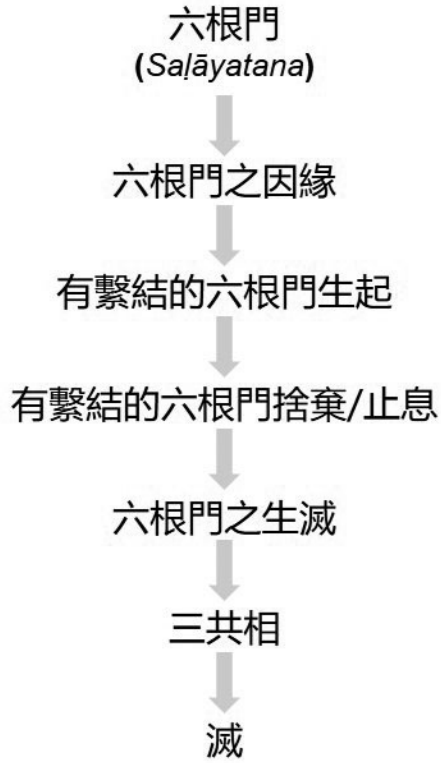 六根門
(Saḷāyatana)
六根門之因緣
有繫結的六根門生起
有繫結的六根門捨棄/止息
六根門之生滅
三共相
滅